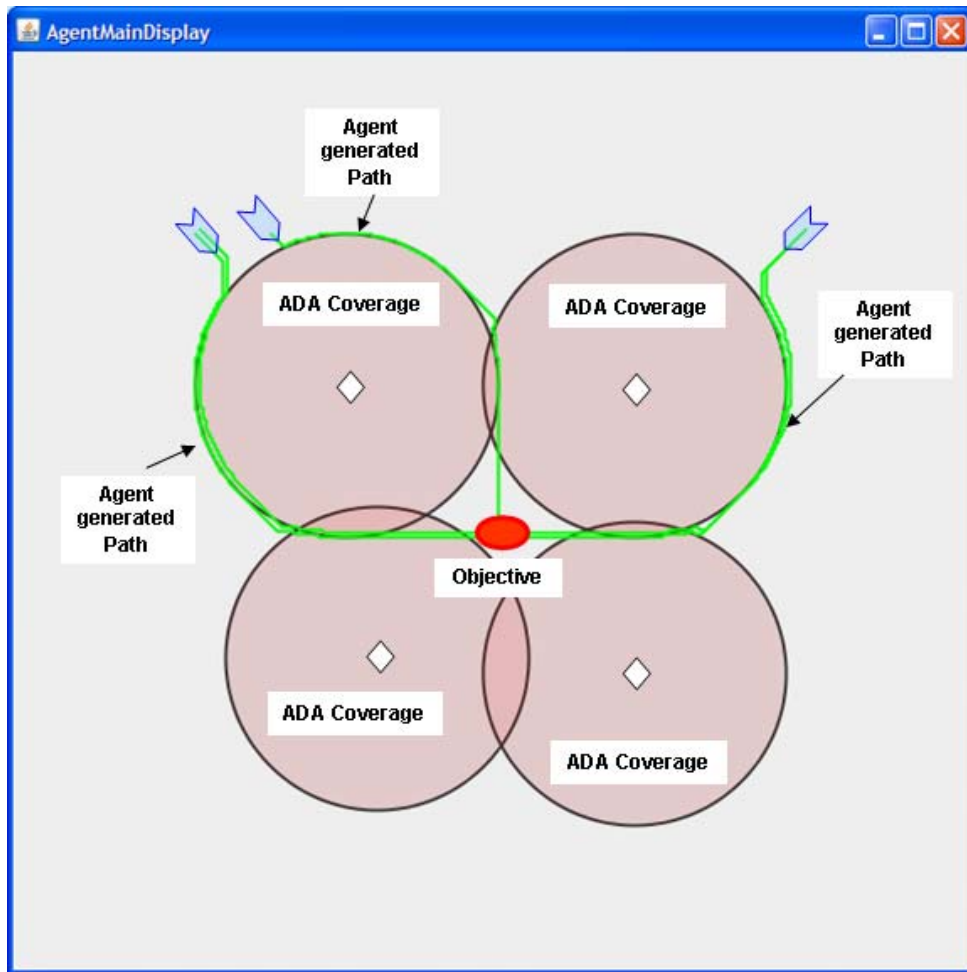 AgentMainDisplay
Agent
generated
Path
ADA Coverage
ADA Coverage
Agent
generated
Path
Agent
generated
Path
Objective
ADA Coverage
ADA Coverage